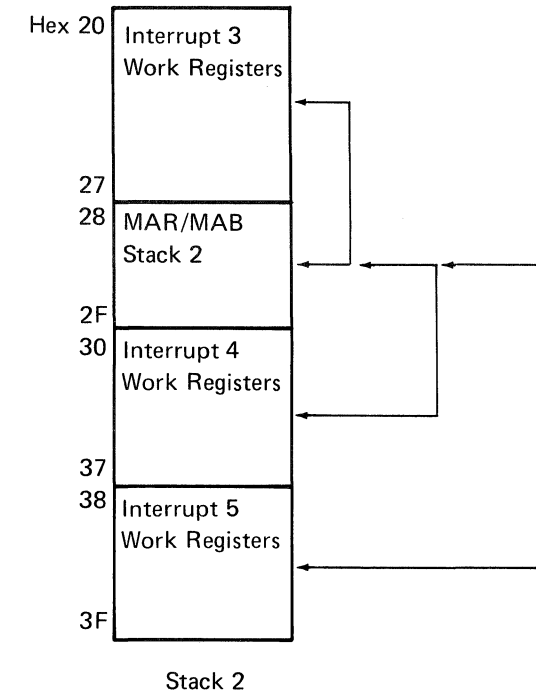 Hex 20
Interrupt 3
Work Registers
27
28
MAR/MAB
Stack 2
2F
30
Interrupt 4
Work Registers
37
38
Interrupt 5
Work Registers
3F
Stack 2